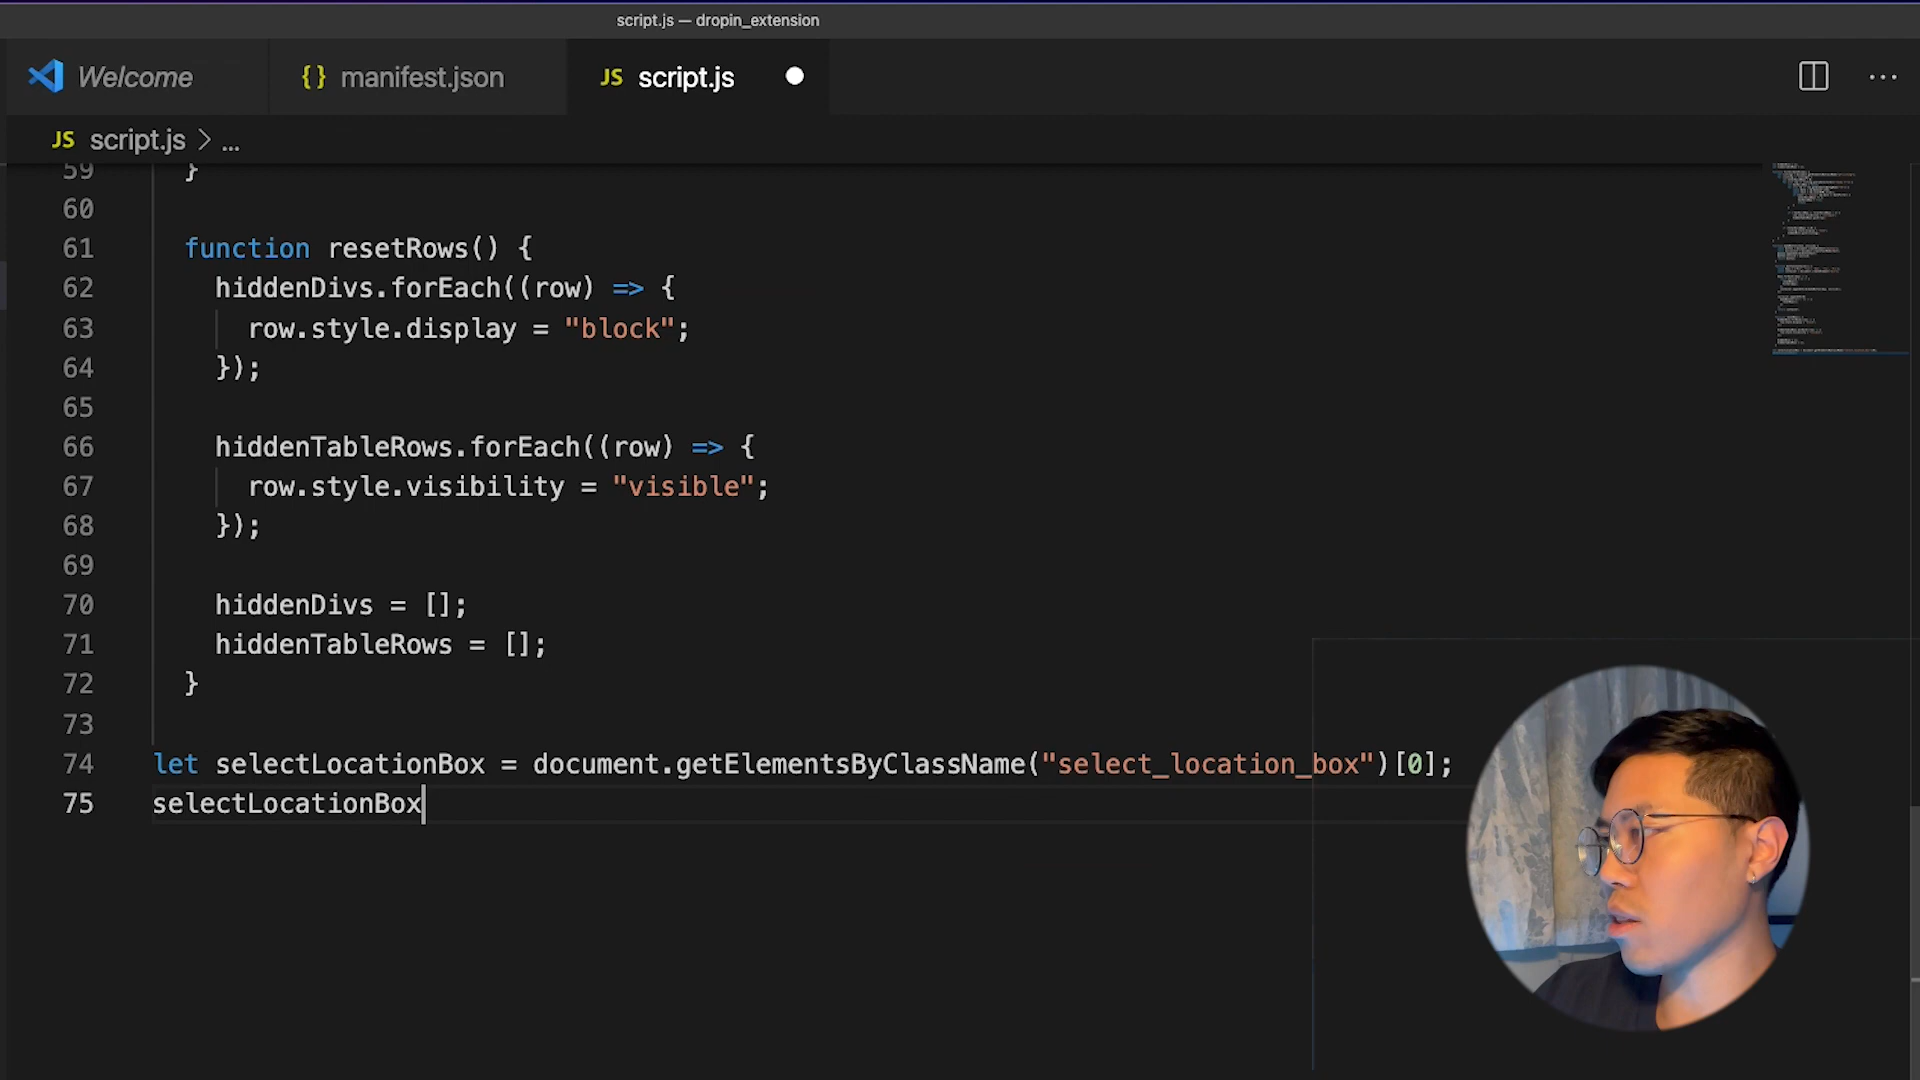 script.js — dropin_extension
Welcome
{} manifest.json
JS script.js
JS script.js > ...
59 }
60
61 function resetRows() {
62 hiddenDivs.forEach((row) => {
63 row.style.display = "block";
64 });
65
66 hiddenTableRows.forEach((row) => {
67 row.style.visibility = "visible";
68 });
69
70 hiddenDivs = [];
71 hiddenTableRows = [];
72 }
73
74 let selectLocationBox = document.getElementsByClassName("select_location_box")[0];
75 selectLocationBox